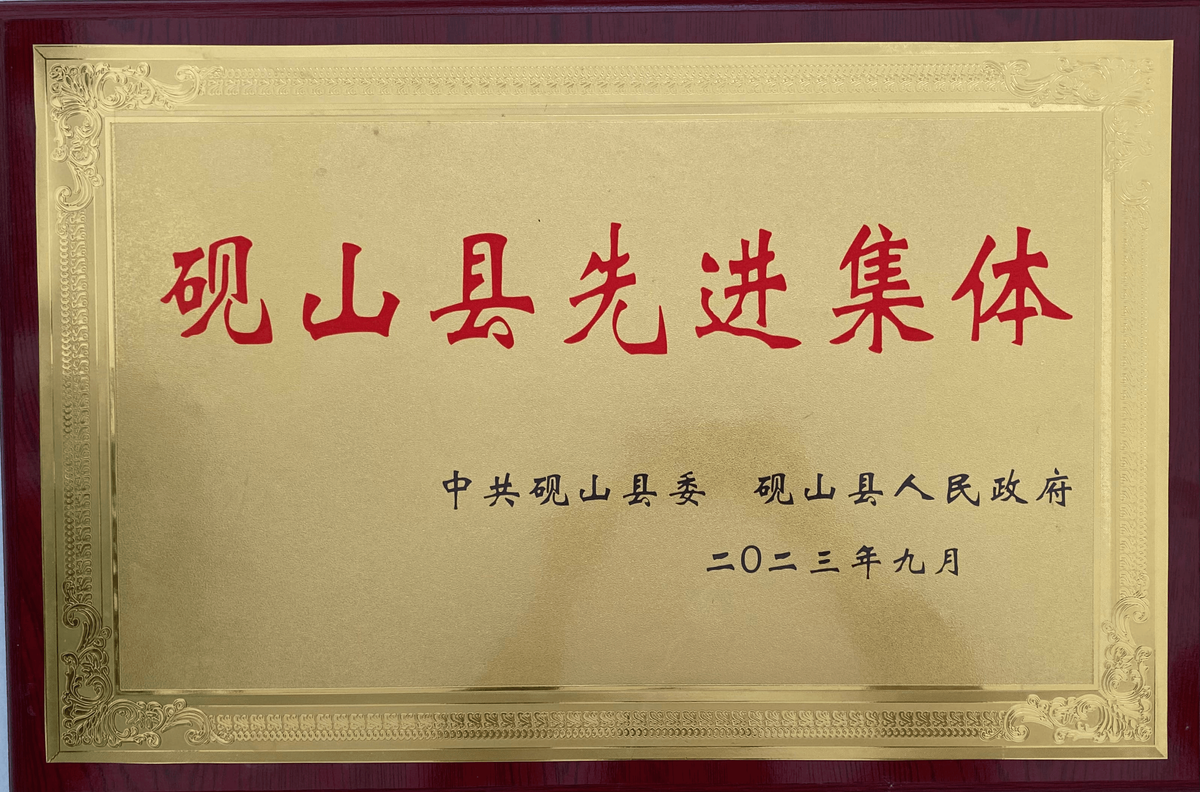 砚山县先进集体
中共砚山县委 砚山县人民政府
二〇二三年九月